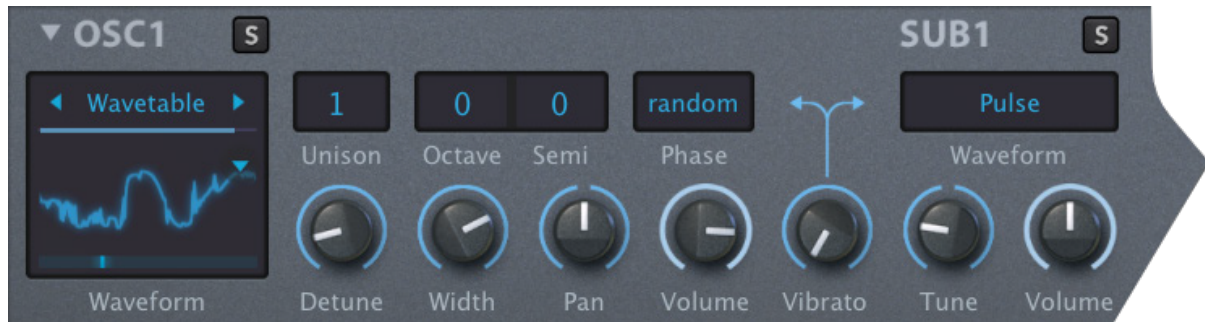 OSC1 S SUB1 S
Wavetable 1 0 0 random Pulse
Unison Octave Semi Phase Waveform
Waveform Detune Width Pan Volume Vibrato Tune Volume